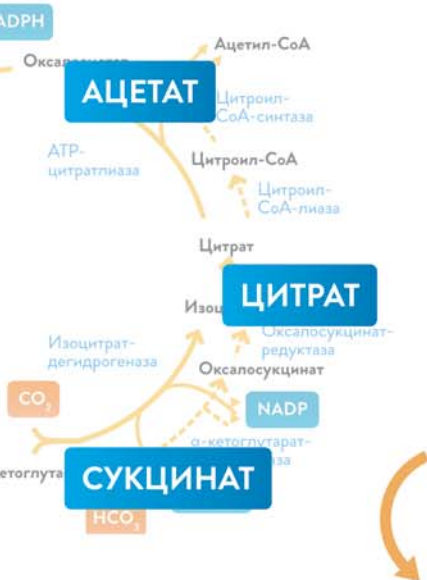 ADPH
Ацетил-CoA
АЦЕТАТ
Цитроил-
CoA-синтаза
АТР-
цитратлиаза
Цитроил-CoA
Цитроил-
CoA-лиаза
Цитрат
ЦИТРАТ
Изоцитрат-
дегидрогеназа
Оксалосукцинат-
редуктаза
Оксалосукцинат
CO₂
NADP
α-кетоглутарат-
СУКЦИНАТ
HCO₃